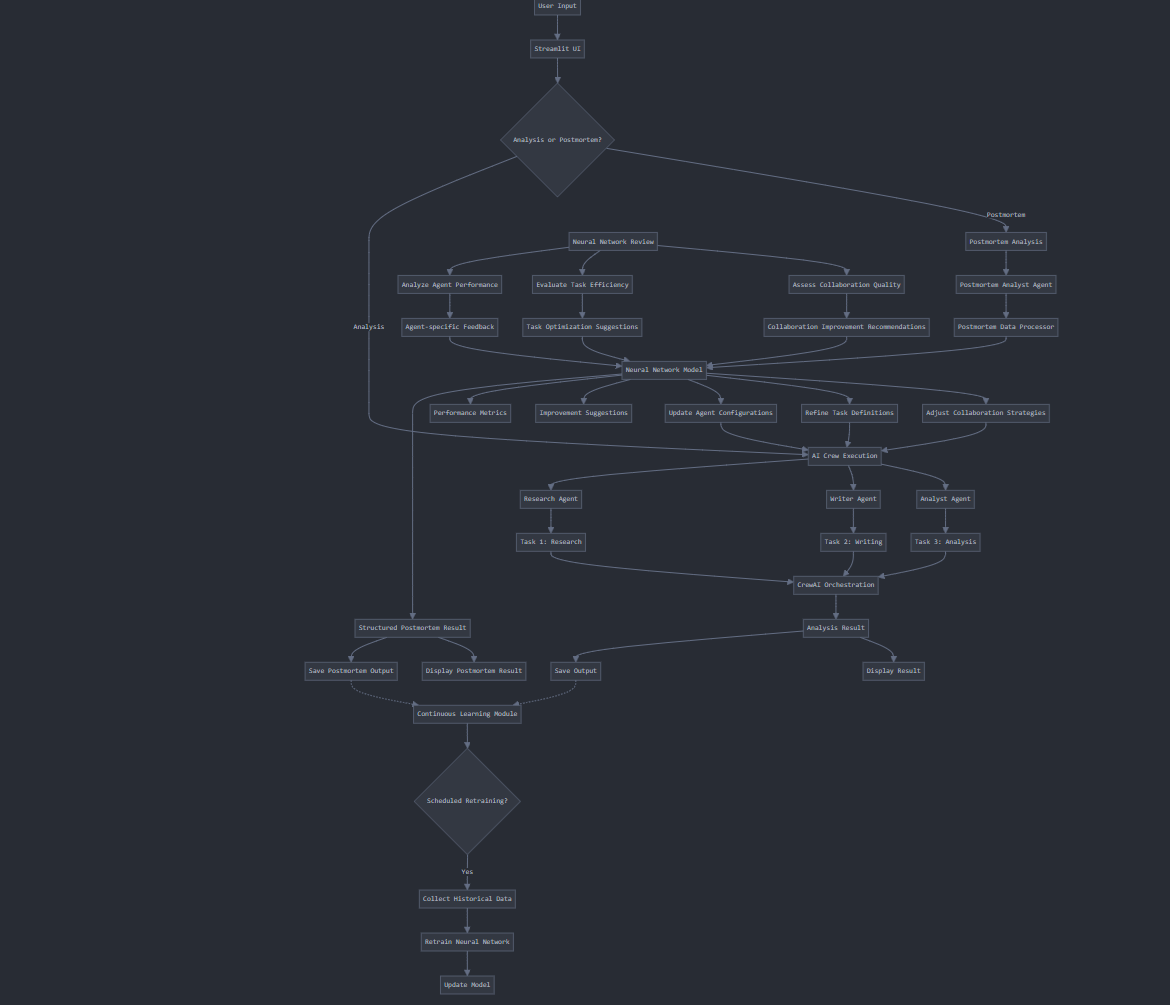 User Input
Streamlit UI
Analysis or Postmortem?
Postmortem
Neural Network Review
Postmortem Analysis
Analyze Agent Performance
Evaluate Task Efficiency
Assess Collaboration Quality
Postmortem Analyst Agent
Analysis
Agent-specific Feedback
Task Optimization Suggestions
Collaboration Improvement Recommendations
Postmortem Data Processor
Neural Network Model
Performance Metrics
Improvement Suggestions
Update Agent Configurations
Refine Task Definitions
Adjust Collaboration Strategies
AI Crew Execution
Research Agent
Writer Agent
Analyst Agent
Task 1: Research
Task 2: Writing
Task 3: Analysis
CrewAI Orchestration
Structured Postmortem Result
Analysis Result
Save Postmortem Output
Display Postmortem Result
Save Output
Display Result
Continuous Learning Module
Scheduled Retraining?
Yes
Collect Historical Data
Retrain Neural Network
Update Model